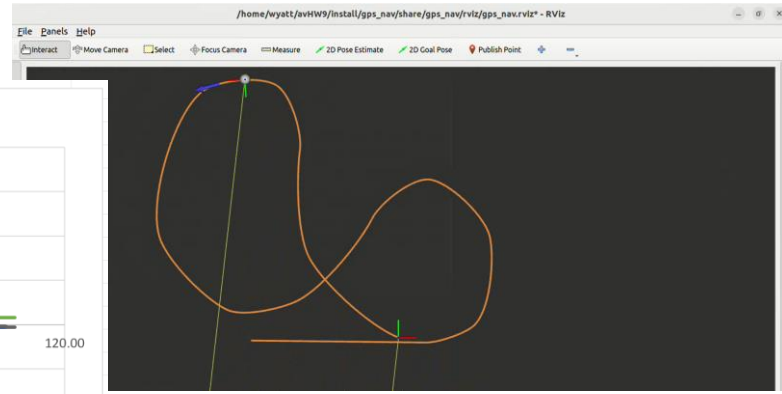 /home/wyatt/avHW9/install/gps_nav/share/gps_nav/rviz/gps_nav.rviz* - RViz
File Panels Help
Interact Move Camera Select Focus Camera Measure 2D Pose Estimate 2D Goal Pose Publish Point
120.00